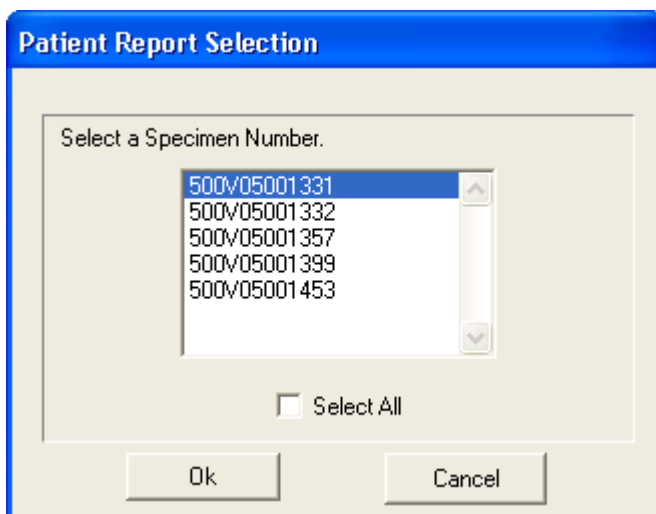 Patient Report Selection
Select a Specimen Number.
500V05001331
500V05001332
500V05001357
500V05001399
500V05001453
Select All
Ok
Cancel